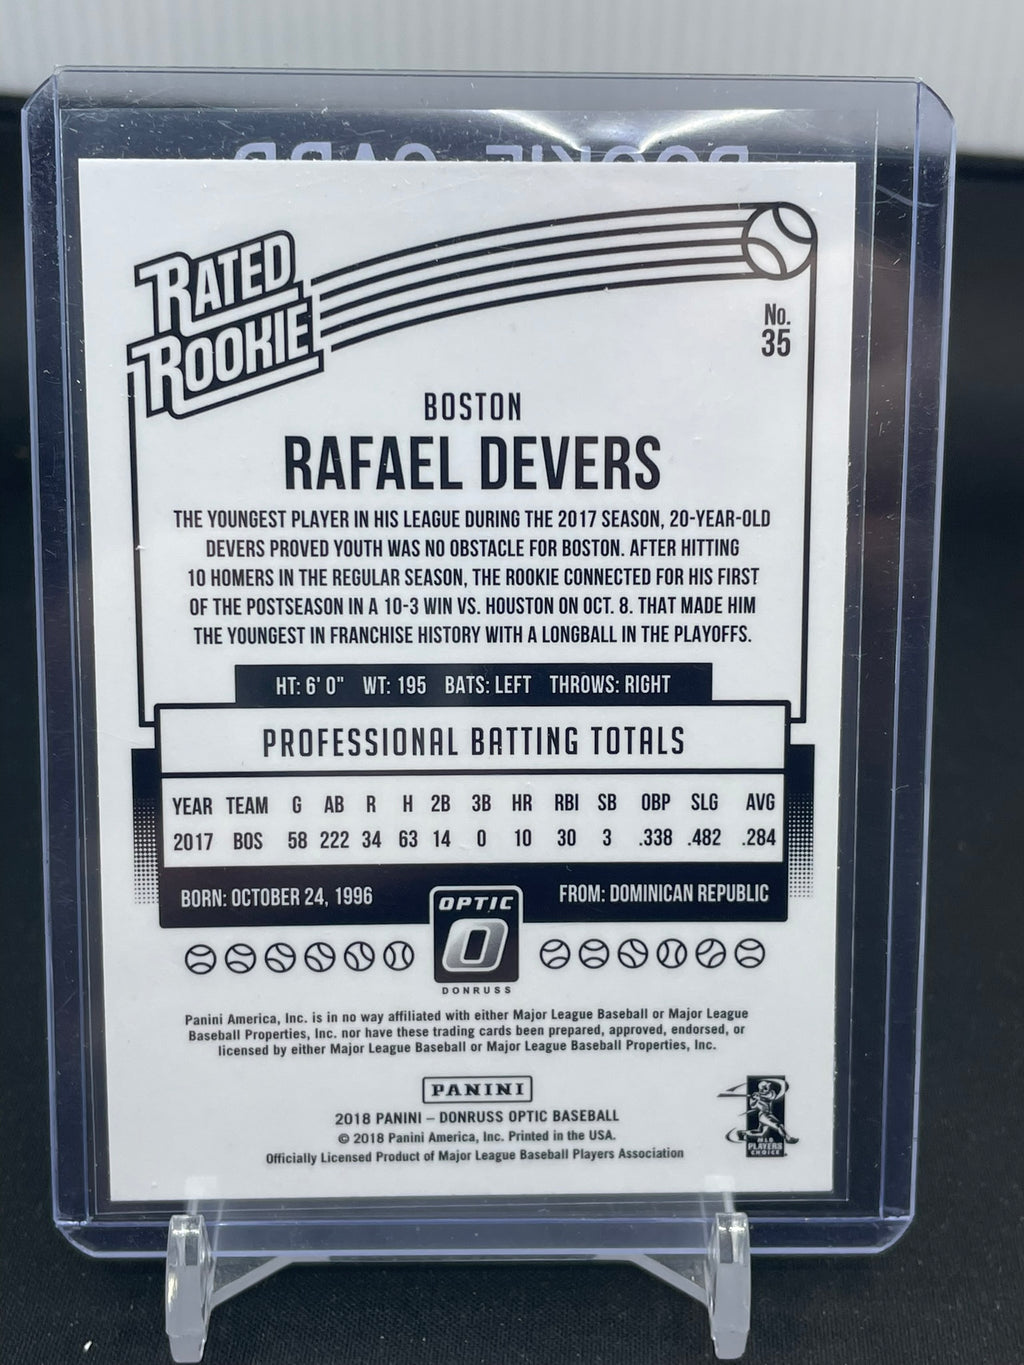 ROOKIE CARD
RATED
ROOKIE
No.
35
BOSTON
RAFAEL DEVERS
THE YOUNGEST PLAYER IN HIS LEAGUE DURING THE 2017 SEASON, 20-YEAR-OLD
DEVERS PROVED YOUTH WAS NO OBSTACLE FOR BOSTON. AFTER HITTING
10 HOMERS IN THE REGULAR SEASON, THE ROOKIE CONNECTED FOR HIS FIRST
OF THE POSTSEASON IN A 10-3 WIN VS. HOUSTON ON OCT. 8. THAT MADE HIM
THE YOUNGEST IN FRANCHISE HISTORY WITH A LONGBALL IN THE PLAYOFFS.
HT: 6' 0" WT: 195 BATS: LEFT THROWS: RIGHT
PROFESSIONAL BATTING TOTALS
YEAR TEAM G AB R H 2B 3B HR RBI SB OBP SLG AVG
2017 BOS 58 222 34 63 14 0 10 30 3 .338 .482 .284
BORN: OCTOBER 24, 1996 FROM: DOMINICAN REPUBLIC
OPTIC
DONRUSS
Panini America, Inc. is in no way affiliated with either Major League Baseball or Major League
Baseball Properties, Inc. nor have these trading cards been prepared, approved, endorsed, or
licensed by either Major League Baseball or Major League Baseball Properties, Inc.
PANINI
2018 PANINI – DONRUSS OPTIC BASEBALL
© 2018 Panini America, Inc. Printed in the USA.
Officially Licensed Product of Major League Baseball Players Association
MLB
PLAYERS
CHOICE